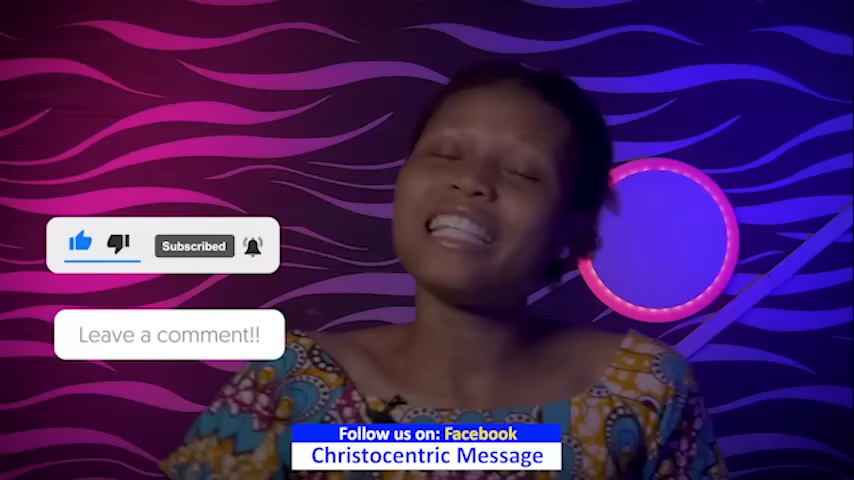 Subscribed
Leave a comment!!
Follow us on: Facebook
Christocentric Message